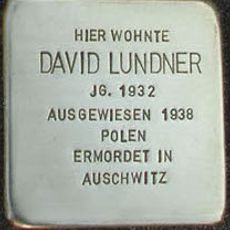 HIER WOHNTE
DAVID LUNDNER
JG. 1932
AUSGEWIESEN 1938
POLEN
ERMORDET IN
AUSCHWITZ